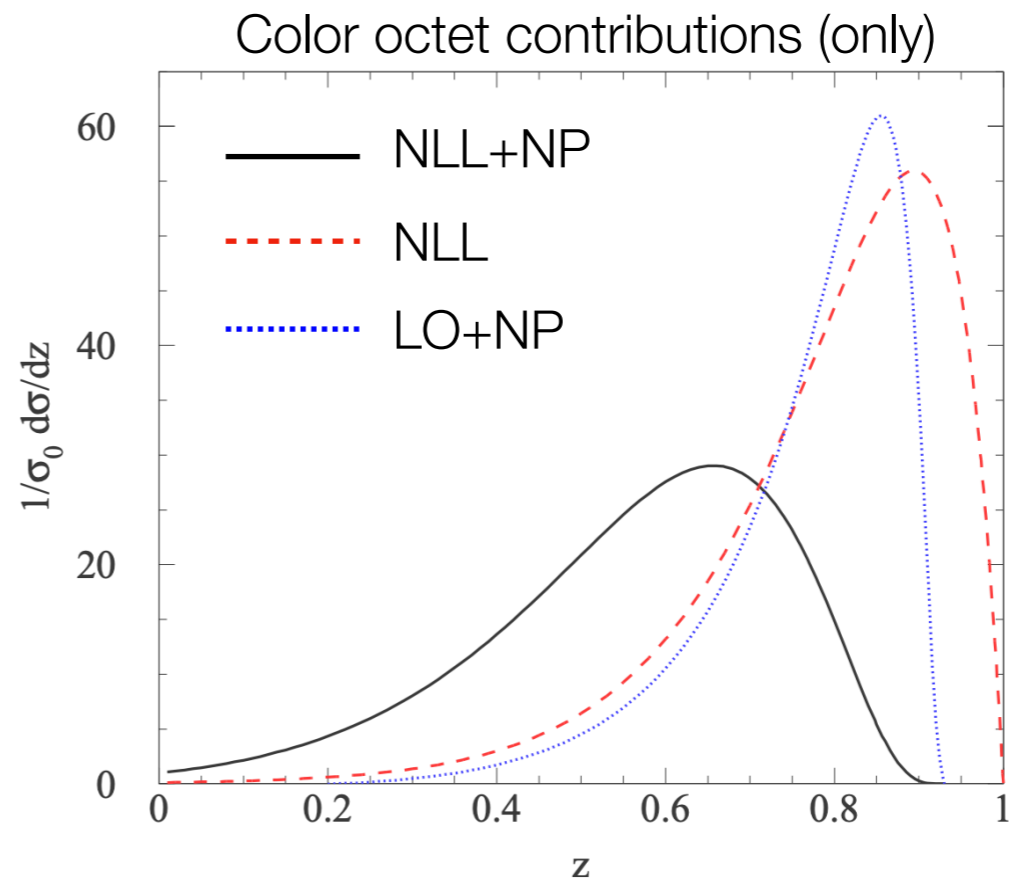 Color octet contributions (only)
60
40
20
0
1/σ₀ dσ/dz
NLL+NP
NLL
LO+NP
0 0.2 0.4 0.6 0.8 1
z